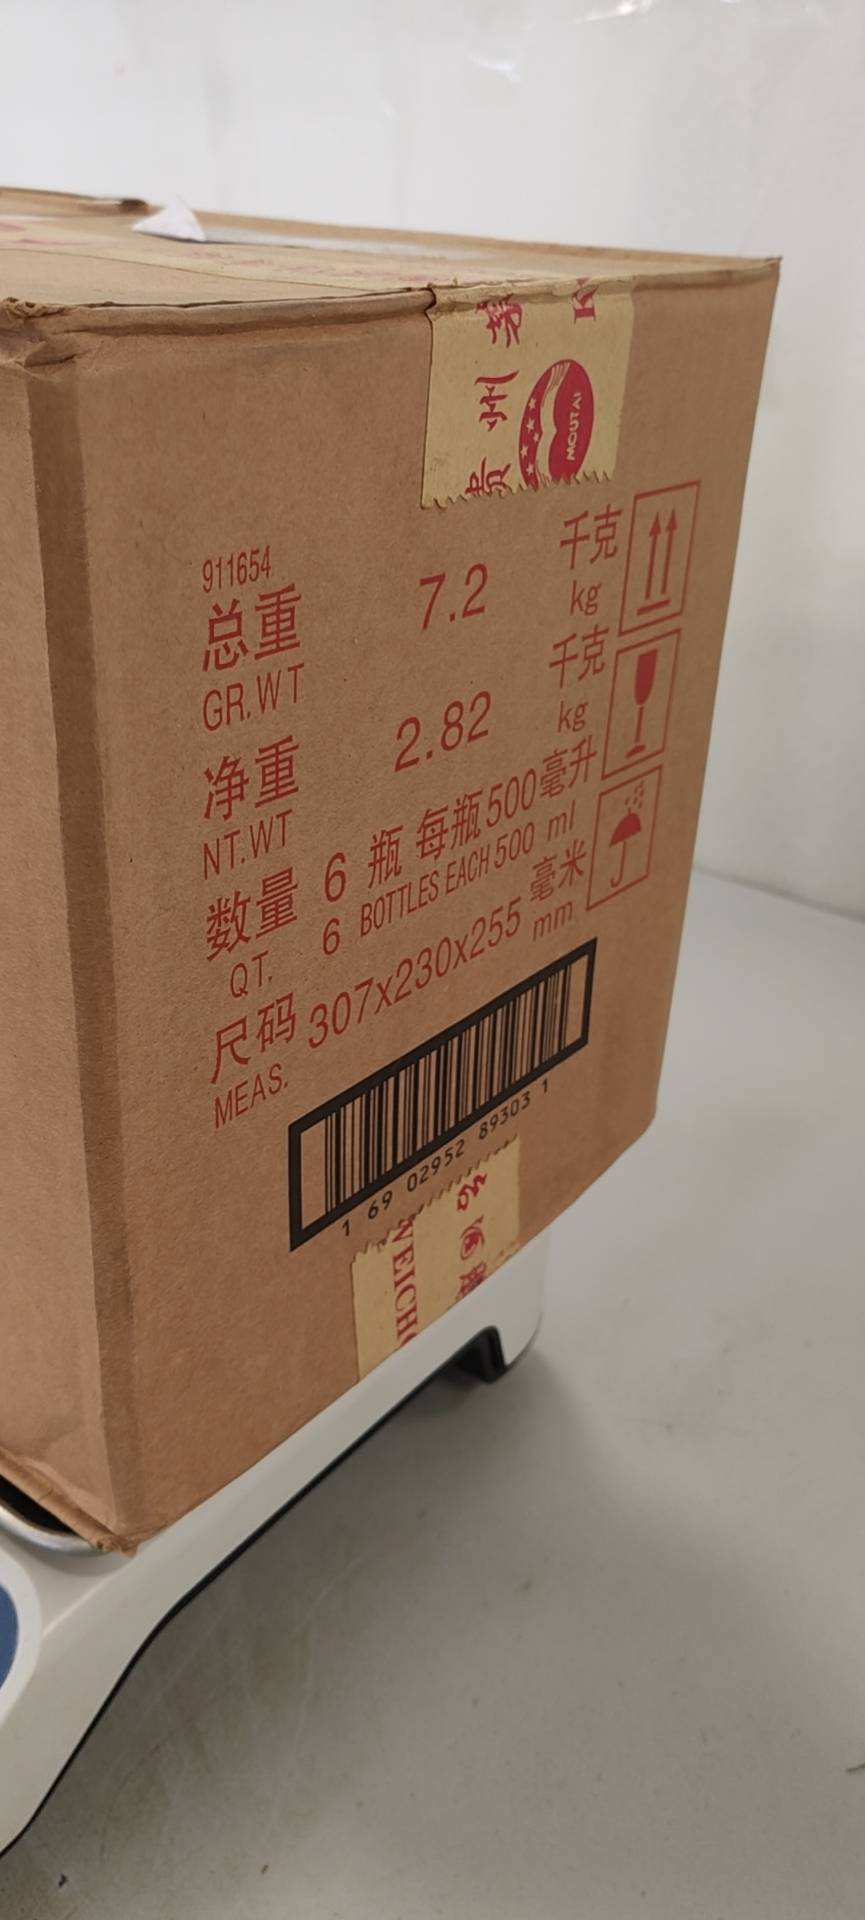 贵州
MOUTAI
911654
总重 7.2 千克
GR.WT kg
净重 2.82 千克
NT.WT kg
数量 6 瓶 每瓶500毫升
QT. 6 BOTTLES EACH 500 ml
尺码 307x230x255 毫米
MEAS. mm
1 69 02952 89303 1